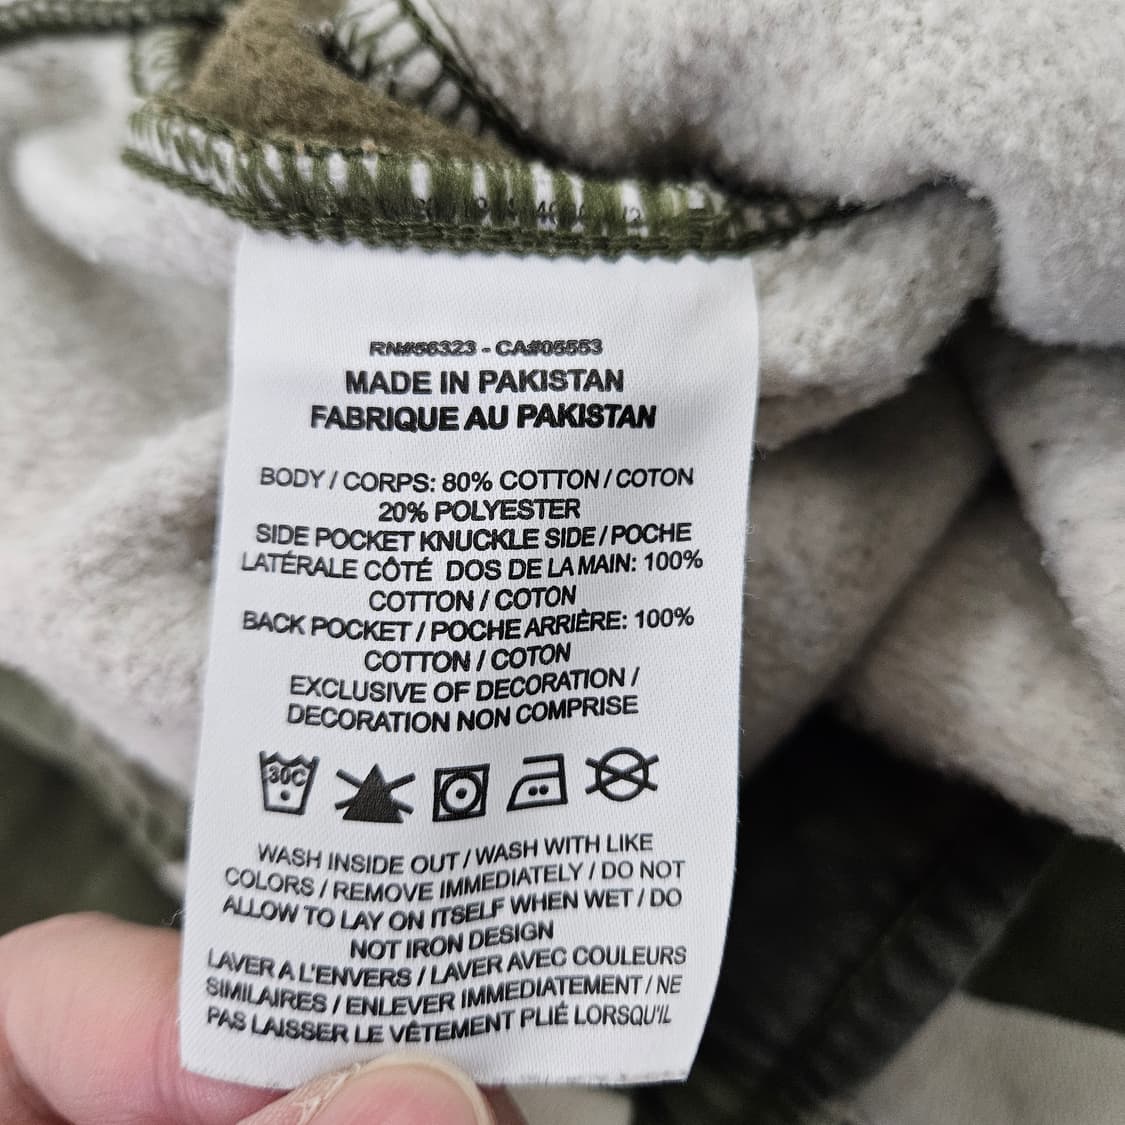 RN#56323 - CA#05553
MADE IN PAKISTAN
FABRIQUE AU PAKISTAN
BODY / CORPS: 80% COTTON / COTON
20% POLYESTER
SIDE POCKET KNUCKLE SIDE / POCHE
LATÉRALE CÔTÉ DOS DE LA MAIN: 100%
COTTON / COTON
BACK POCKET / POCHE ARRIÈRE: 100%
COTTON / COTON
EXCLUSIVE OF DECORATION /
DECORATION NON COMPRISE
30C
WASH INSIDE OUT / WASH WITH LIKE
COLORS / REMOVE IMMEDIATELY / DO NOT
ALLOW TO LAY ON ITSELF WHEN WET / DO
NOT IRON DESIGN
LAVER A L'ENVERS / LAVER AVEC COULEURS
SIMILAIRES / ENLEVER IMMEDIATEMENT / NE
PAS LAISSER LE VÊTEMENT PLIÉ LORSQU'IL